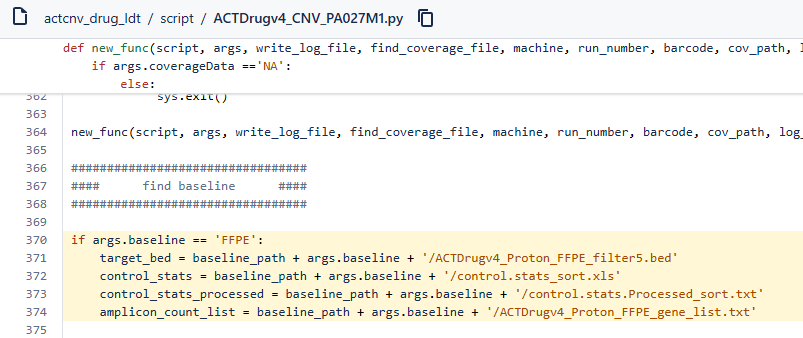 actcnv_drug_ldt / script / ACTDrugv4_CNV_PA027M1.py
def new_func(script, args, write_log_file, find_coverage_file, machine, run_number, barcode, cov_path, l
if args.coverageData =='NA':
else:
362 sys.exit()
363
364 new_func(script, args, write_log_file, find_coverage_file, machine, run_number, barcode, cov_path, log_
365
366 #################################
367 #### find baseline ####
368 #################################
369
370 if args.baseline == 'FFPE':
371 target_bed = baseline_path + args.baseline + '/ACTDrugv4_Proton_FFPE_filter5.bed'
372 control_stats = baseline_path + args.baseline + '/control.stats_sort.xls'
373 control_stats_processed = baseline_path + args.baseline + '/control.stats.Processed_sort.txt'
374 amplicon_count_list = baseline_path + args.baseline + '/ACTDrugv4_Proton_FFPE_gene_list.txt'
375